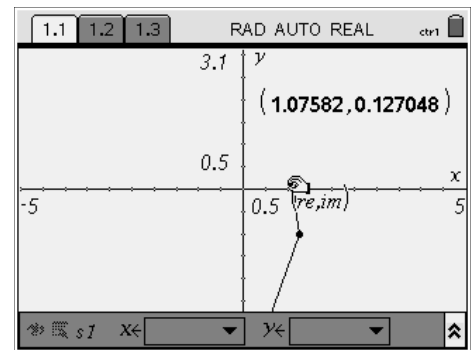 1.1 1.2 1.3 RAD AUTO REAL ctrl
3.1 y
(1.07582,0.127048)
0.5
x
-5 0.5 (re,im) 5
s1 x← y←